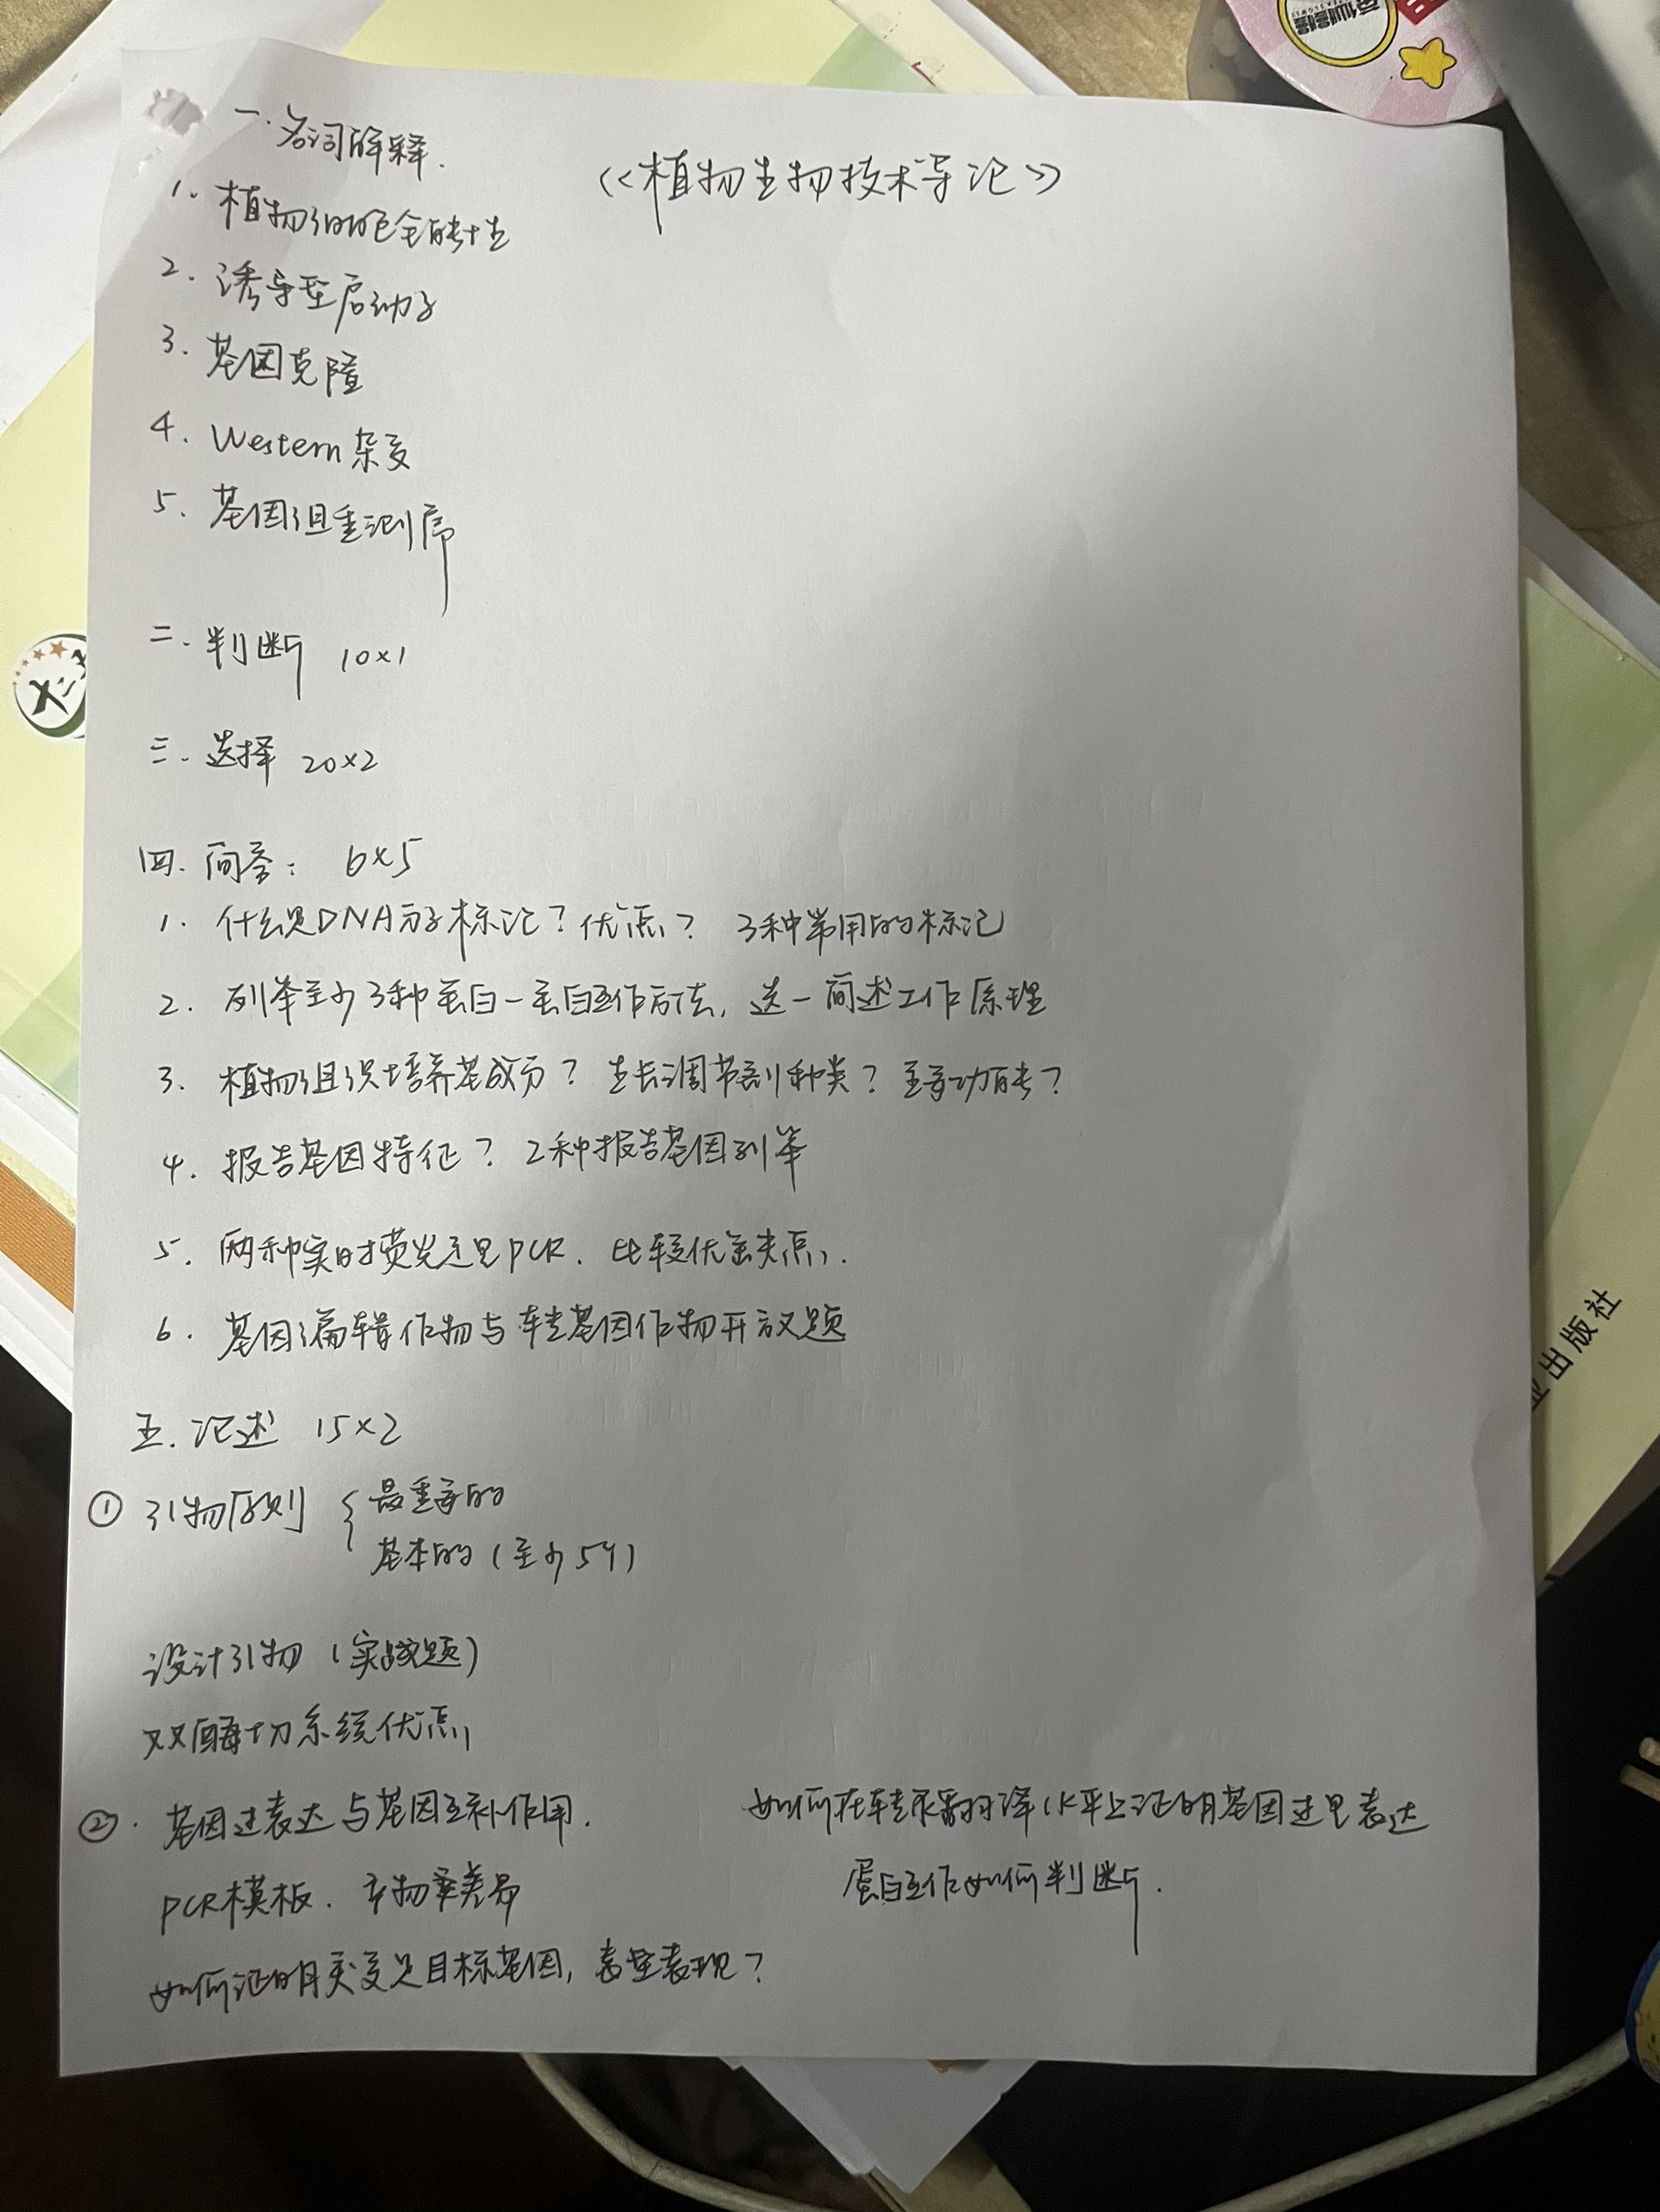 《植物生物技术导论》
一.名词解释.
1. 植物细胞全能性
2. 诱导型启动子
3. 基因克隆
4. Western 杂交
5. 基因组重测序
二.判断 10×1
三.选择 20×2
四.简答: 6×5
1. 什么是DNA分子标记?优点? 3种常用的标记
2. 列举至少3种蛋白-蛋白互作方法,选一简述工作原理
3. 植物组织培养基成分? 生长调节剂种类? 主要功能?
4. 报告基因特征? 2种报告基因列举
5. 两种实时荧光定量PCR. 比较优缺点.
6. 基因编辑作物与转基因作物开放题
五.论述 15×2
① 引物原则 { 最重要的
基本的(至少5个)
设计引物(实战题)
双酶切系统优点
②. 基因过表达与基因互补作用. 如何在转录翻译水平上证明基因过量表达
PCR模板. 产物差异 蛋白互作如何判断.
如何证明突变是目标基因,表型表现?
业出版社